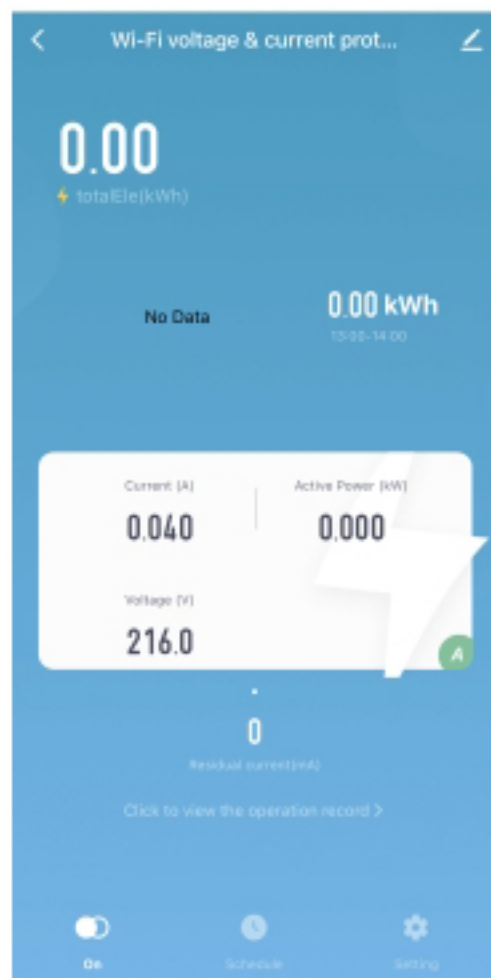 Wi-Fi voltage & current prot...
0.00
totalEle(kWh)
No Data
0.00 kWh
13:00-14:00
Current (A)
Active Power (kW)
0.040
0.000
Voltage (V)
216.0
A
0
Residual current(mA)
Click to view the operation record >
On
Schedule
Setting